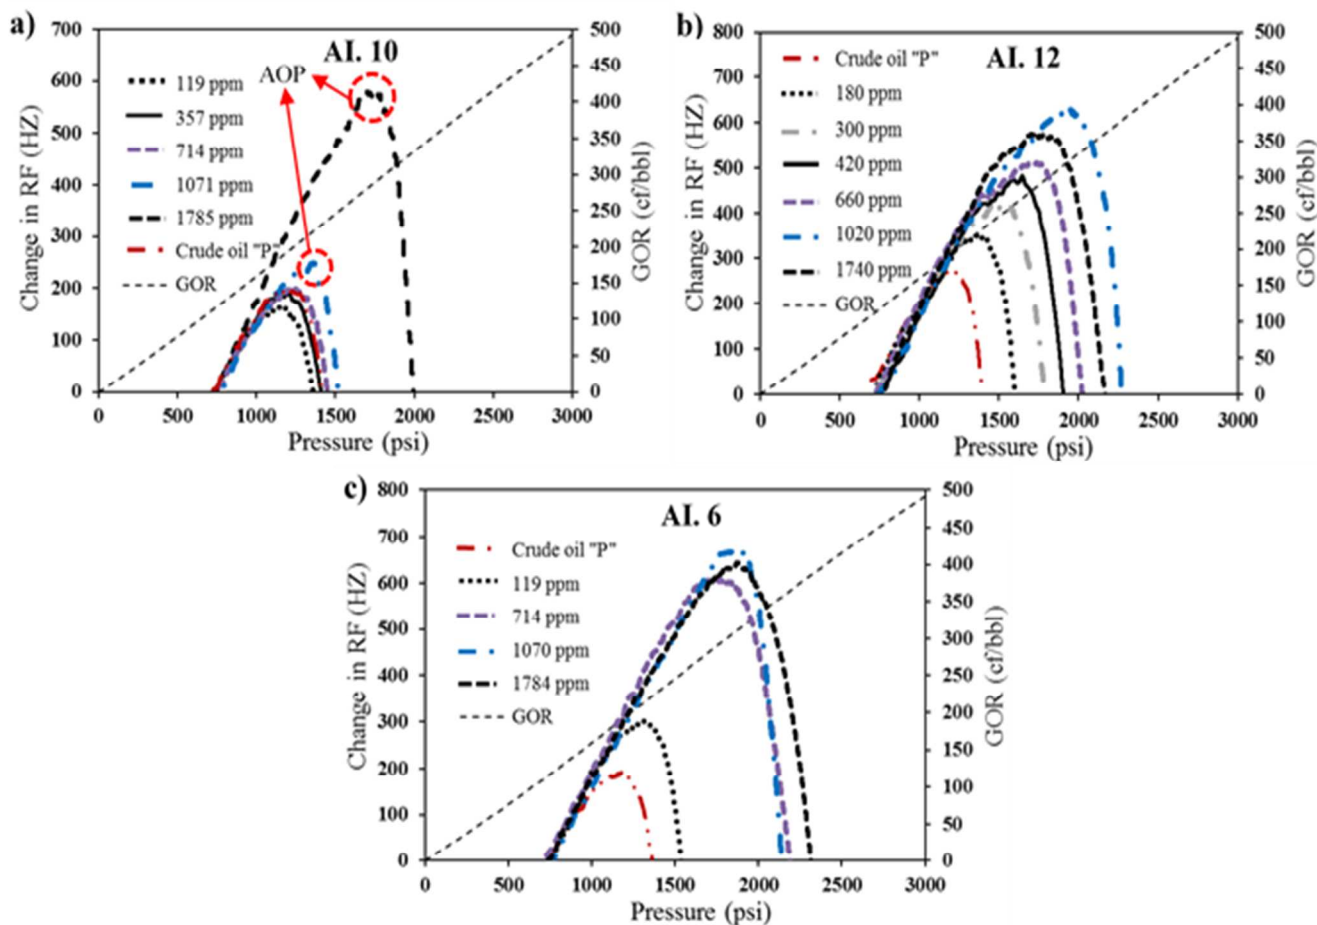 a)
AI. 10
AOP
119 ppm
357 ppm
714 ppm
1071 ppm
1785 ppm
Crude oil "P"
GOR
Change in RF (HZ)
700
600
500
400
300
200
100
0
GOR (cf/bbl)
500
450
400
350
300
250
200
150
100
50
0
0 500 1000 1500 2000 2500 3000
Pressure (psi)
b)
AI. 12
Crude oil "P"
180 ppm
300 ppm
420 ppm
660 ppm
1020 ppm
1740 ppm
GOR
Change in RF (HZ)
800
700
600
500
400
300
200
100
0
GOR (cf/bbl)
500
450
400
350
300
250
200
150
100
50
0
0 500 1000 1500 2000 2500 3000
Pressure (psi)
c)
AI. 6
Crude oil "P"
119 ppm
714 ppm
1070 ppm
1784 ppm
GOR
Change in RF (HZ)
800
700
600
500
400
300
200
100
0
GOR (cf/bbl)
500
450
400
350
300
250
200
150
100
50
0
0 500 1000 1500 2000 2500 3000
Pressure (psi)